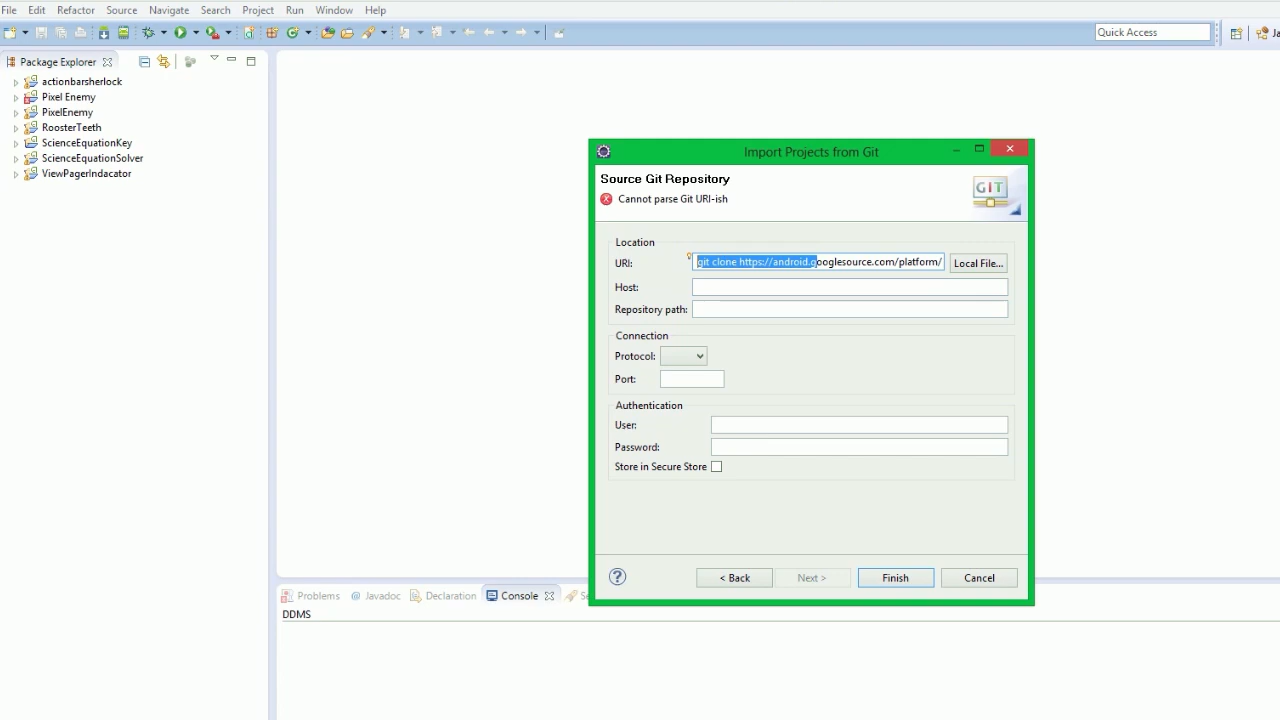 File Edit Refactor Source Navigate Search Project Run Window Help
Quick Access
Package Explorer
actionbarsherlock
Pixel Enemy
PixelEnemy
RoosterTeeth
ScienceEquationKey
ScienceEquationSolver
ViewPagerIndacator
Import Projects from Git
Source Git Repository
Cannot parse Git URI-ish
GIT
Location
URI: git clone https://android.googlesource.com/platform/ Local File...
Host:
Repository path:
Connection
Protocol:
Port:
Authentication
User:
Password:
Store in Secure Store
< Back Next > Finish Cancel
Problems @ Javadoc Declaration Console
DDMS